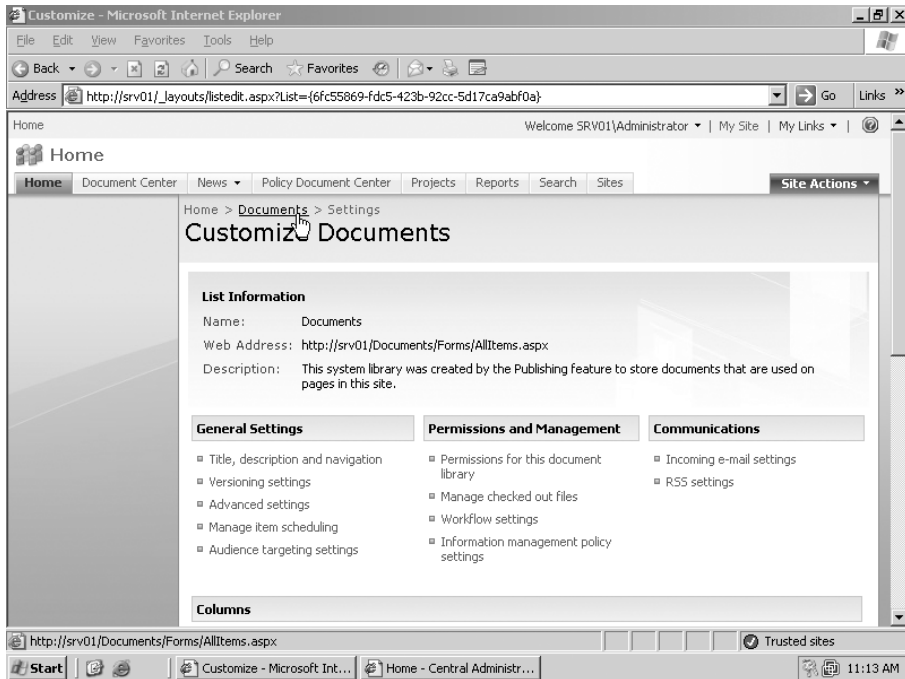 Customize - Microsoft Internet Explorer
File Edit View Favorites Tools Help
Back Search Favorites
Address http://srv01/_layouts/listedit.aspx?List={6fc55869-fdc5-423b-92cc-5d17ca9abf0a} Go Links »
Home Welcome SRV01\Administrator | My Site | My Links |
Home
Home Document Center News Policy Document Center Projects Reports Search Sites Site Actions
Home > Documents > Settings
Customize Documents
List Information
Name: Documents
Web Address: http://srv01/Documents/Forms/AllItems.aspx
Description: This system library was created by the Publishing feature to store documents that are used on
pages in this site.
General Settings
Title, description and navigation
Versioning settings
Advanced settings
Manage item scheduling
Audience targeting settings
Permissions and Management
Permissions for this document
library
Manage checked out files
Workflow settings
Information management policy
settings
Communications
Incoming e-mail settings
RSS settings
Columns
http://srv01/Documents/Forms/AllItems.aspx Trusted sites
Start Customize - Microsoft Int... Home - Central Administr... 11:13 AM